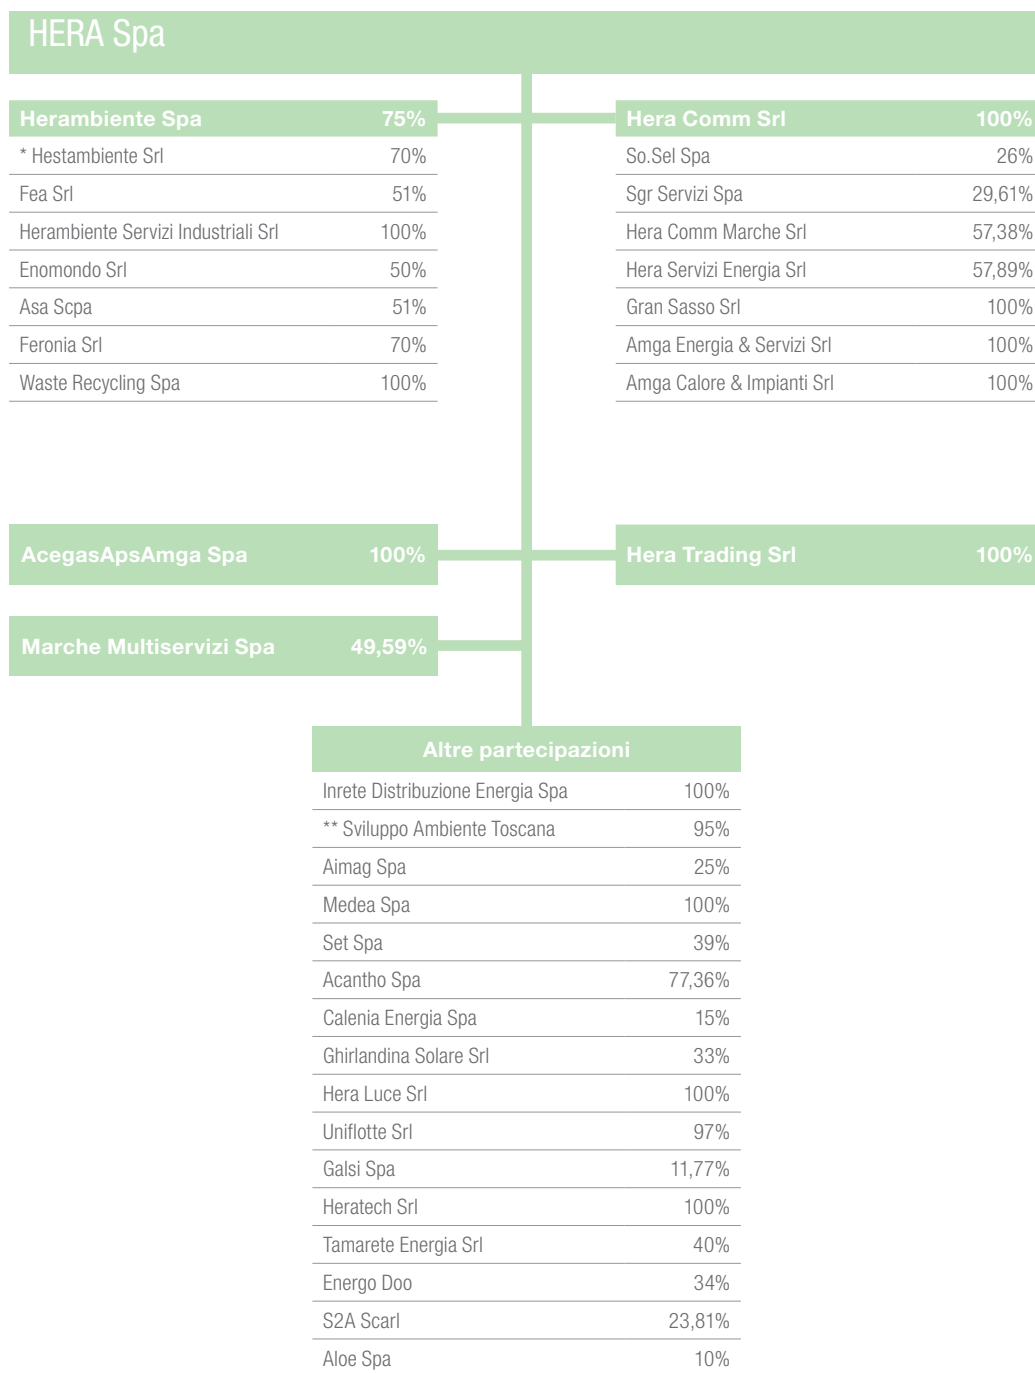 HERA Spa
Herambiente Spa 75%
* Hestambiente Srl 70%
Fea Srl 51%
Herambiente Servizi Industriali Srl 100%
Enomondo Srl 50%
Asa Scpa 51%
Feronia Srl 70%
Waste Recycling Spa 100%
Hera Comm Srl 100%
So.Sel Spa 26%
Sgr Servizi Spa 29,61%
Hera Comm Marche Srl 57,38%
Hera Servizi Energia Srl 57,89%
Gran Sasso Srl 100%
Amga Energia & Servizi Srl 100%
Amga Calore & Impianti Srl 100%
AcegasApsAmga Spa 100%
Hera Trading Srl 100%
Marche Multiservizi Spa 49,59%
Altre partecipazioni
Inrete Distribuzione Energia Spa 100%
** Sviluppo Ambiente Toscana 95%
Aimag Spa 25%
Medea Spa 100%
Set Spa 39%
Acantho Spa 77,36%
Calenia Energia Spa 15%
Ghirlandina Solare Srl 33%
Hera Luce Srl 100%
Uniflotte Srl 97%
Galsi Spa 11,77%
Heratech Srl 100%
Tamarete Energia Srl 40%
Energo Doo 34%
S2A Scarl 23,81%
Aloe Spa 10%